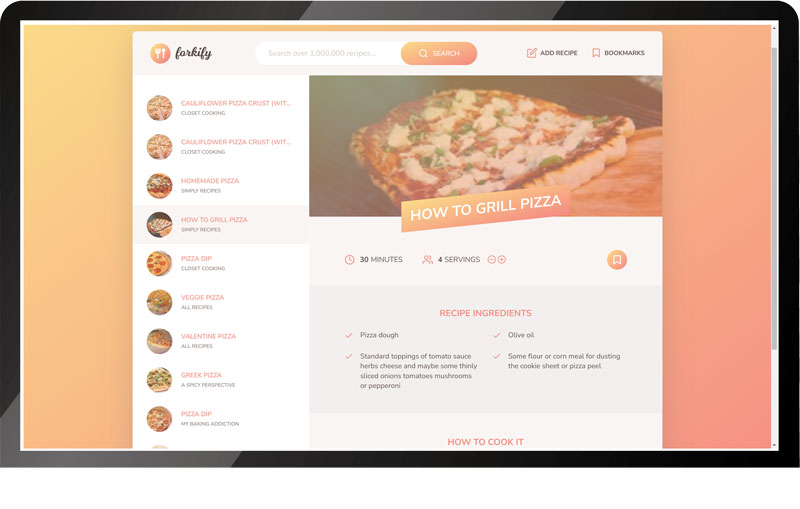 forkify
Search over 1,000,000 recipes...
SEARCH
ADD RECIPE
BOOKMARKS
CAULIFLOWER PIZZA CRUST (WIT...
CLOSET COOKING
CAULIFLOWER PIZZA CRUST (WIT...
CLOSET COOKING
HOMEMADE PIZZA
SIMPLY RECIPES
HOW TO GRILL PIZZA
SIMPLY RECIPES
PIZZA DIP
CLOSET COOKING
VEGGIE PIZZA
ALL RECIPES
VALENTINE PIZZA
ALL RECIPES
GREEK PIZZA
A SPICY PERSPECTIVE
PIZZA DIP
MY BAKING ADDICTION
HOW TO GRILL PIZZA
30 MINUTES
4 SERVINGS
RECIPE INGREDIENTS
Pizza dough
Olive oil
Standard toppings of tomato sauce
herbs cheese and maybe some thinly
sliced onions tomatoes mushrooms
or pepperoni
Some flour or corn meal for dusting
the cookie sheet or pizza peel
HOW TO COOK IT